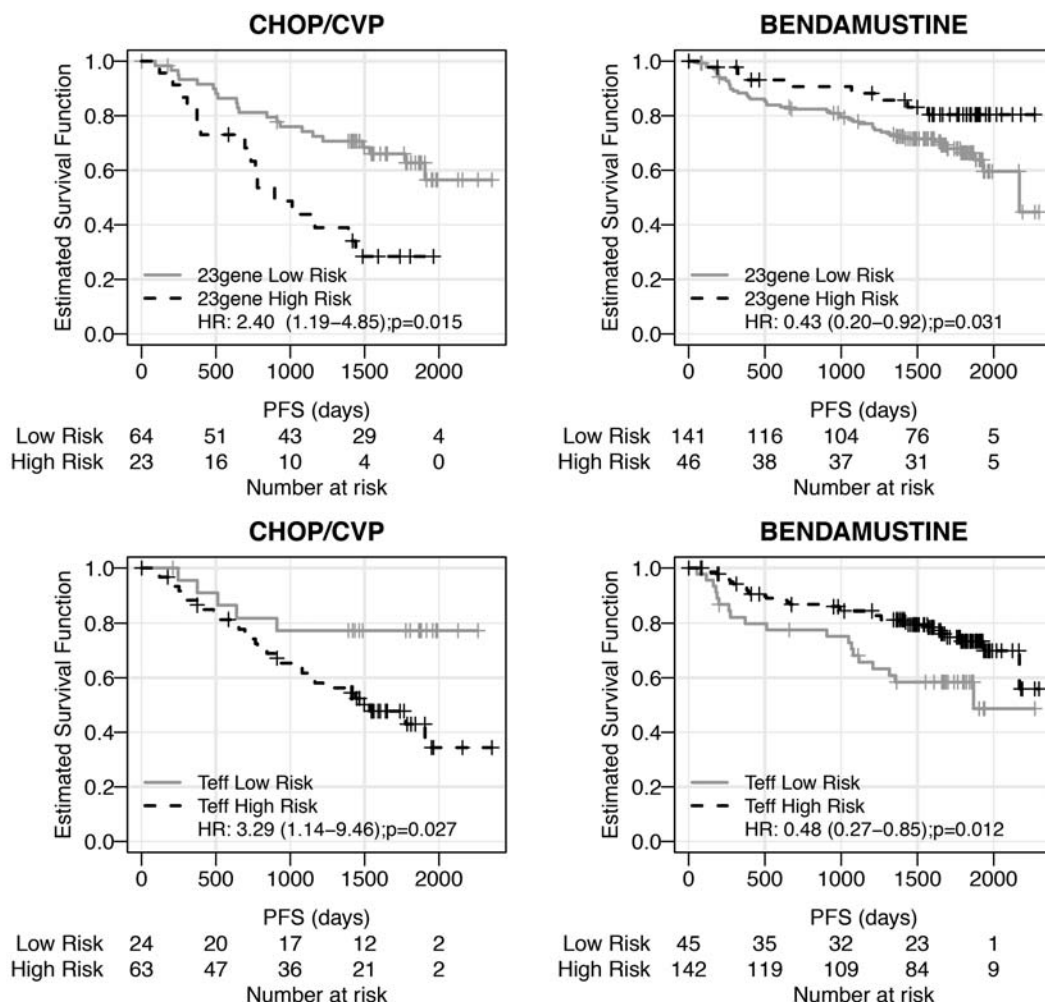 CHOP/CVP
Estimated Survival Function
1.0
0.8
0.6
0.4
0.2
0.0
23gene Low Risk
23gene High Risk
HR: 2.40 (1.19−4.85);p=0.015
0 500 1000 1500 2000
PFS (days)
Low Risk 64 51 43 29 4
High Risk 23 16 10 4 0
Number at risk
BENDAMUSTINE
Estimated Survival Function
1.0
0.8
0.6
0.4
0.2
0.0
23gene Low Risk
23gene High Risk
HR: 0.43 (0.20−0.92);p=0.031
0 500 1000 1500 2000
PFS (days)
Low Risk 141 116 104 76 5
High Risk 46 38 37 31 5
Number at risk
CHOP/CVP
Estimated Survival Function
1.0
0.8
0.6
0.4
0.2
0.0
Teff Low Risk
Teff High Risk
HR: 3.29 (1.14−9.46);p=0.027
0 500 1000 1500 2000
PFS (days)
Low Risk 24 20 17 12 2
High Risk 63 47 36 21 2
Number at risk
BENDAMUSTINE
Estimated Survival Function
1.0
0.8
0.6
0.4
0.2
0.0
Teff Low Risk
Teff High Risk
HR: 0.48 (0.27−0.85);p=0.012
0 500 1000 1500 2000
PFS (days)
Low Risk 45 35 32 23 1
High Risk 142 119 109 84 9
Number at risk